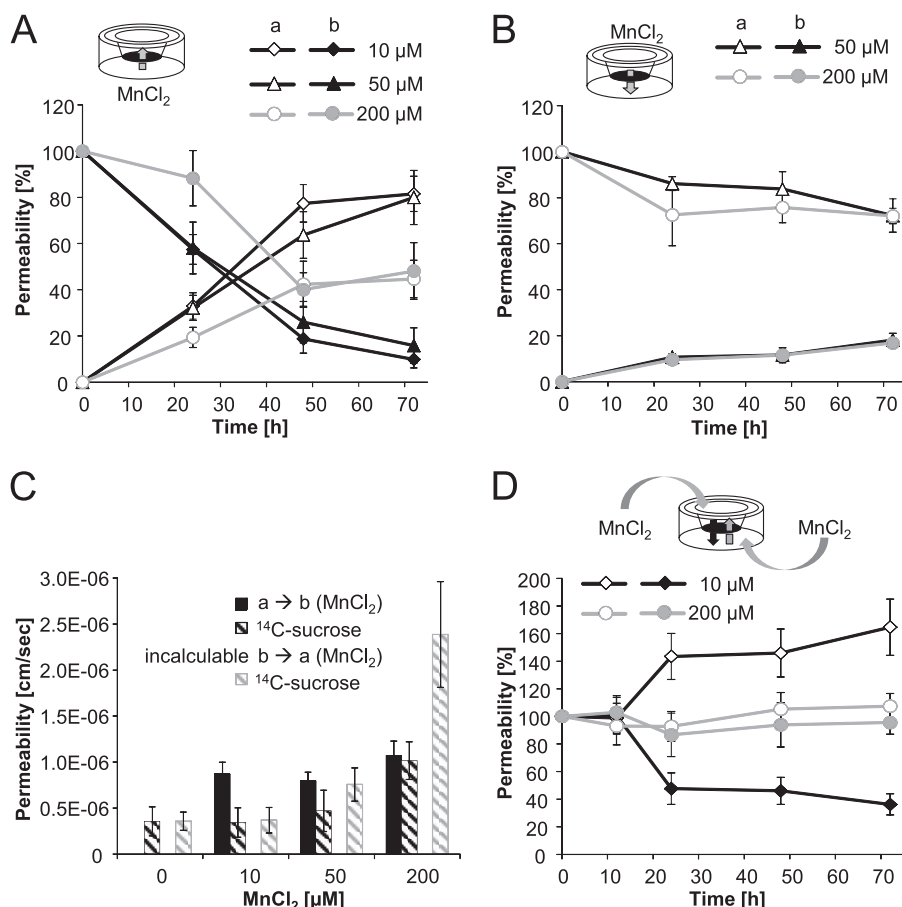 A
MnCl2
a b
10 µM
50 µM
200 µM
Permeability [%]
120
100
80
60
40
20
0
0 10 20 30 40 50 60 70
Time [h]
B
MnCl2
a b
50 µM
200 µM
Permeability [%]
120
100
80
60
40
20
0
0 10 20 30 40 50 60 70
Time [h]
C
Permeability [cm/sec]
3.0E-06
2.5E-06
2.0E-06
1.5E-06
1.0E-06
0.5E-06
0
a → b (MnCl2)
14C-sucrose
incalculable b → a (MnCl2)
14C-sucrose
0 10 50 200
MnCl2 [µM]
D
MnCl2 MnCl2
10 µM
200 µM
Permeability [%]
200
180
160
140
120
100
80
60
40
20
0
0 10 20 30 40 50 60 70
Time [h]